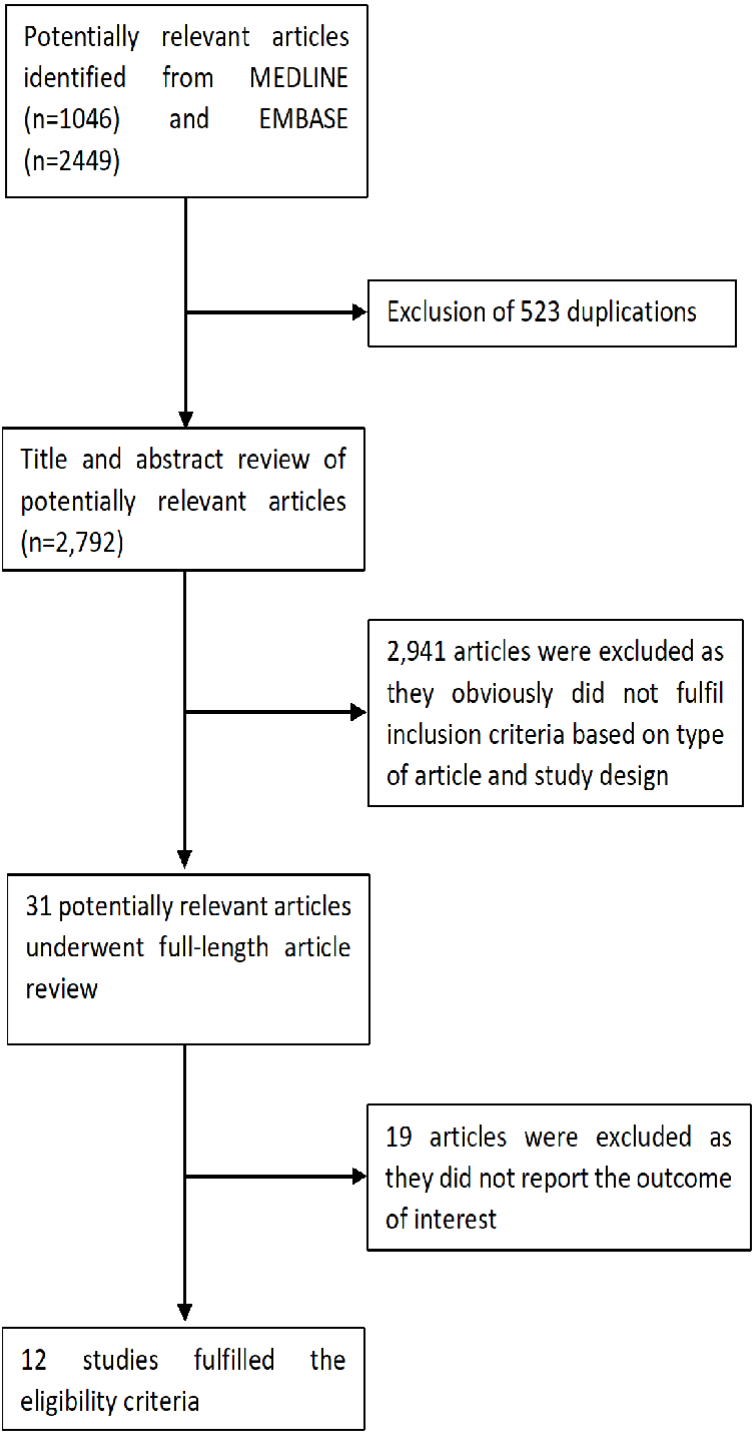 Potentially relevant articles
identified from MEDLINE
(n=1046) and EMBASE
(n=2449)
Exclusion of 523 duplications
Title and abstract review of
potentially relevant articles
(n=2,792)
2,941 articles were excluded as
they obviously did not fulfil
inclusion criteria based on type
of article and study design
31 potentially relevant articles
underwent full-length article
review
19 articles were excluded as
they did not report the outcome
of interest
12 studies fulfilled the
eligibility criteria